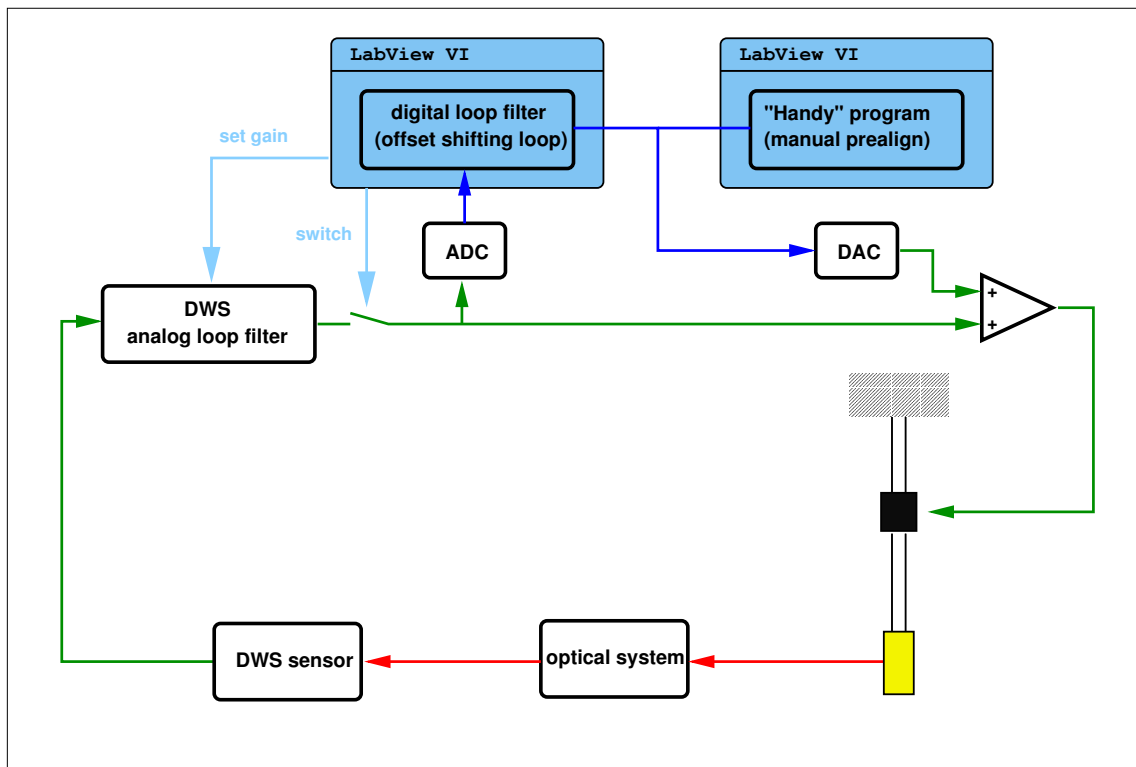 LabView VI
LabView VI
digital loop filter
(offset shifting loop)
"Handy" program
(manual prealign)
set gain
switch
ADC
DAC
DWS
analog loop filter
+
+
DWS sensor
optical system